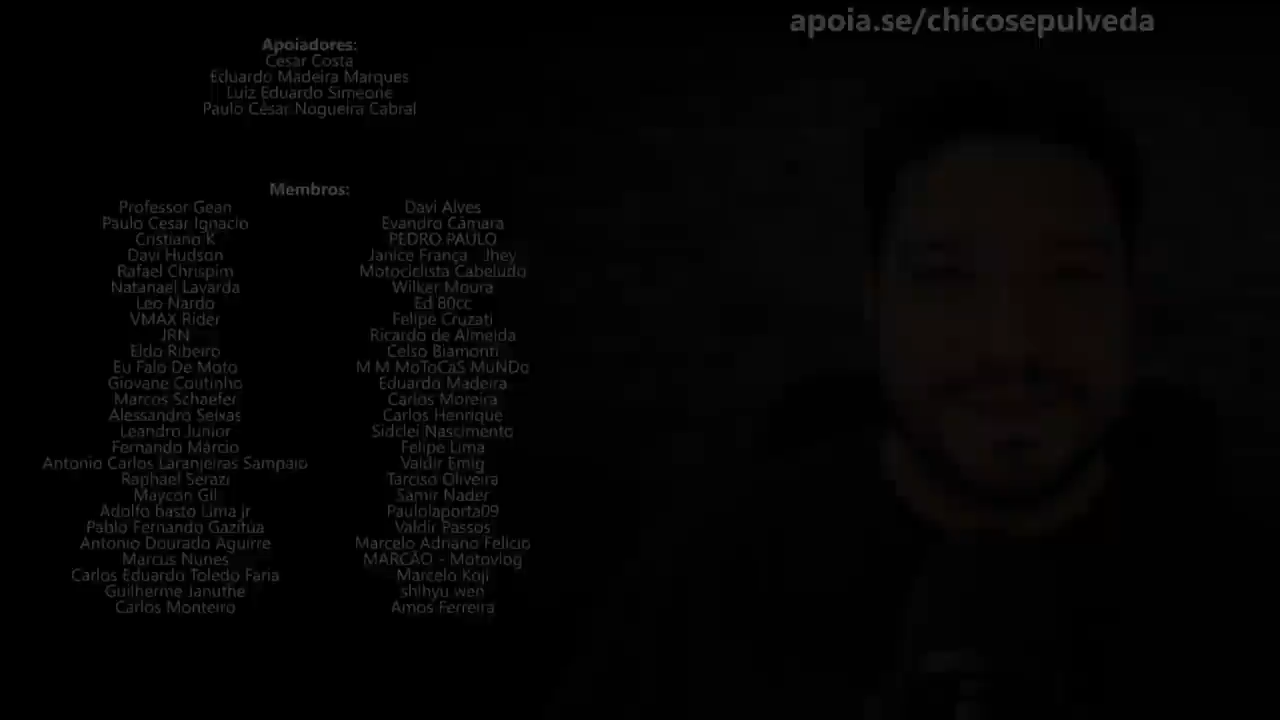 apoia.se/chicosepulveda
Apoiadores:
Cesar Costa
Eduardo Madeira Marques
Luiz Eduardo Simeone
Paulo César Nogueira Cabral
Membros:
Professor Gean
Paulo Cesar Ignacio
Cristiano K
Davi Hudson
Rafael Chrispim
Natanael Lavarda
Leo Nardo
VMAX Rider
JRN
Eldo Ribeiro
Eu Falo De Moto
Giovane Coutinho
Marcos Schaefer
Alessandro Seixas
Leandro Junior
Fernando Márcio
Antonio Carlos Laranjeiras Sampaio
Raphael Serazi
Maycon Gil
Adolfo Basto Lima jr
Pablo Fernando Gazitúa
Antonio Dourado Aguirre
Marcus Nunes
Carlos Eduardo Toledo Faria
Guilherme Januthe
Carlos Monteiro
Davi Alves
Evandro Câmara
PEDRO PAULO
Janice França Jhey
Motociclista Cabeludo
Wilker Moura
Ed 80cc
Felipe Cruzati
Ricardo de Almeida
Celso Biamonti
M M MoToCaS MuNDo
Eduardo Madeira
Carlos Moreira
Carlos Henrique
Sidclei Nascimento
Felipe Lima
Valdir Emig
Tarciso Oliveira
Samir Nader
Paulolaporta09
Valdir Passos
Marcelo Adriano Felicio
MARCÃO - Motovlog
Marcelo Koji
shihyu wen
Amos Ferreira